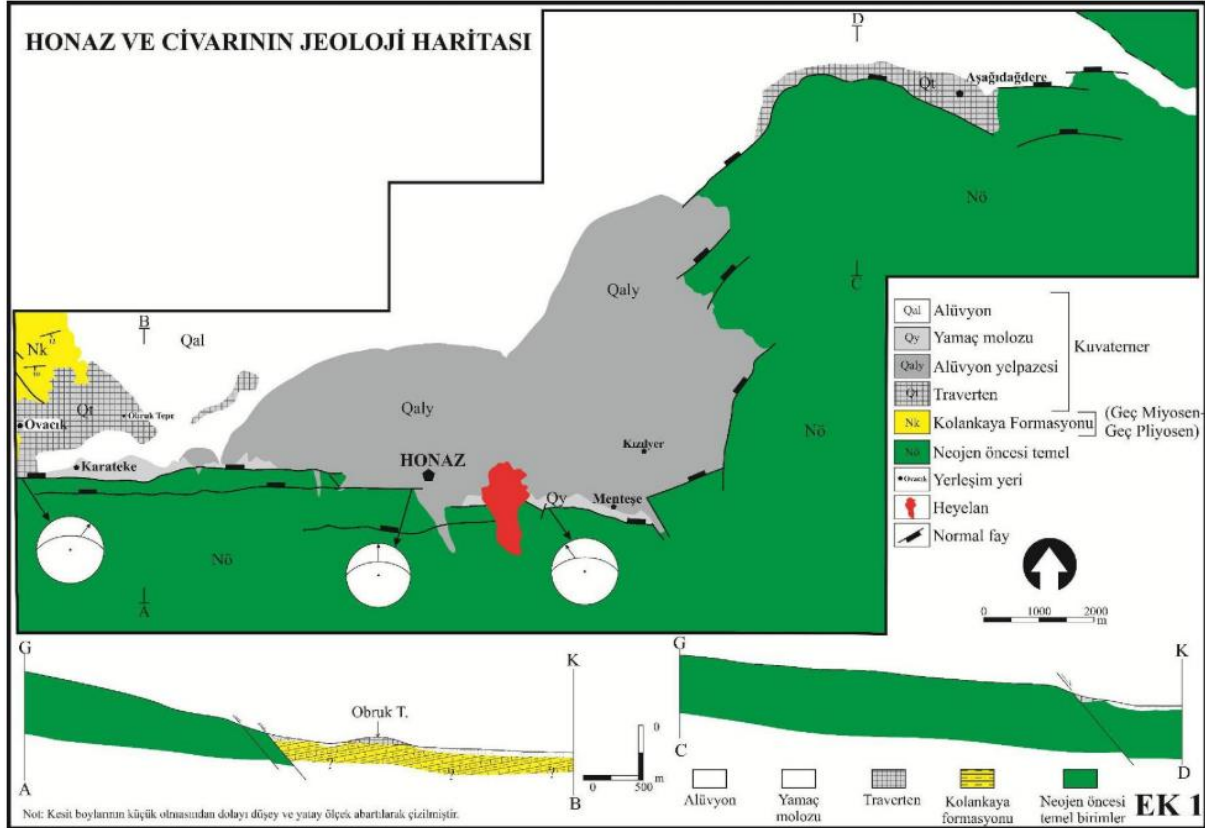 HONAZ VE CİVARININ JEOLOJİ HARİTASI
D
Aşağıdağdere
Qt
Nö
C
Qaly
B
Qal
Nk
Qt
Obruk Tepe
Ovacık
Karateke
Qaly
HONAZ
Kızılyer
Menteşe
Qy
Nö
Nö
A
Qal Alüvyon
Qy Yamaç molozu
Qaly Alüvyon yelpazesi
Qt Traverten
Kuvaterner
Nk Kolankaya Formasyonu
(Geç Miyosen-
Geç Pliyosen)
Nö Neojen öncesi temel
Ovacık Yerleşim yeri
Heyelan
Normal fay
0 1000 2000
m
G
K
Obruk T.
? ? ?
A
B
0
500
m
0
G
K
C
D
Alüvyon
Yamaç
molozu
Traverten
Kolankaya
formasyonu
Neojen öncesi
temel birimler
EK 1
Not: Kesit boylarının küçük olmasından dolayı düşey ve yatay ölçek abartılarak çizilmiştir.